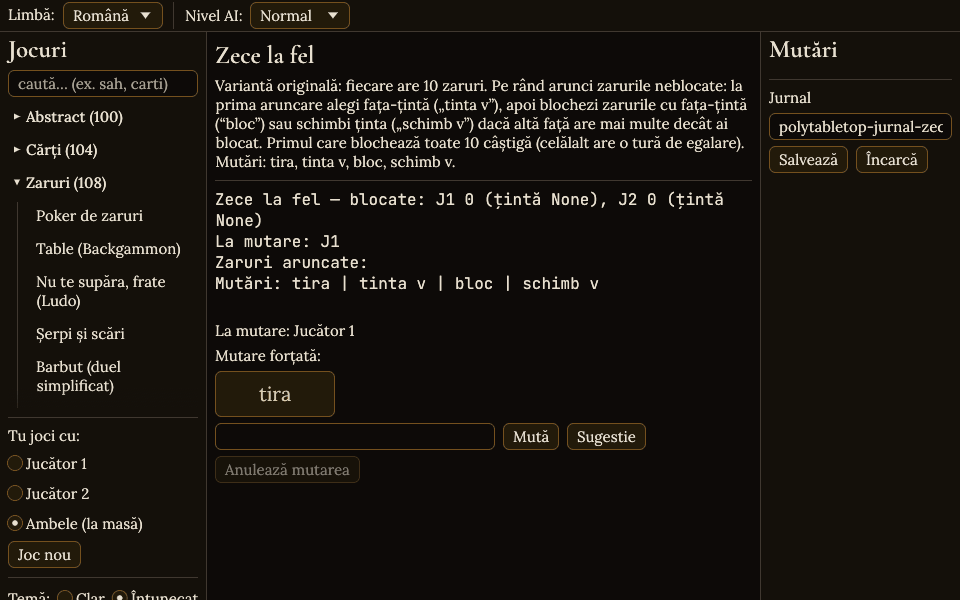 Limbă:
Română
Nivel AI:
Normal
Jocuri
caută... (ex. sah, carti)
Abstract (100)
Cărți (104)
Zaruri (108)
Poker de zaruri
Table (Backgammon)
Nu te supăra, frate
(Ludo)
Șerpi și scări
Barbut (duel
simplificat)
Tu joci cu:
Jucător 1
Jucător 2
Ambele (la masă)
Joc nou
Temă:
Clar
Întunecat
Zece la fel
Variantă originală: fiecare are 10 zaruri. Pe rând arunci zarurile neblocate: la
prima aruncare alegi fața-țintă („tinta v”), apoi blochezi zarurile cu fața-țintă
(“bloc”) sau schimbi ținta („schimb v”) dacă altă față are mai multe decât ai
blocat. Primul care blochează toate 10 câștigă (celălalt are o tură de egalare).
Mutări: tira, tinta v, bloc, schimb v.
Zece la fel — blocate: J1 0 (țintă None), J2 0 (țintă
None)
La mutare: J1
Zaruri aruncate:
Mutări: tira | tinta v | bloc | schimb v
La mutare: Jucător 1
Mutare forțată:
tira
Mută
Sugestie
Anulează mutarea
Mutări
Jurnal
polytabletop-jurnal-zec
Salvează
Încarcă